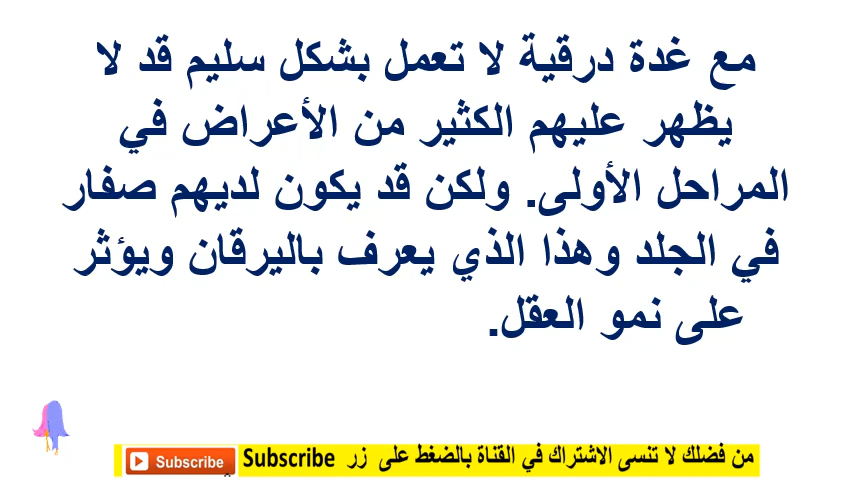 مع غدة درقية لا تعمل بشكل سليم قد لا
يظهر عليهم الكثير من الأعراض في
المراحل الأولى. ولكن قد يكون لديهم صفار
في الجلد وهذا الذي يعرف باليرقان ويؤثر
على نمو العقل.
من فضلك لا تنسى الاشتراك في القناة بالضغط على زر Subscribe Subscribe